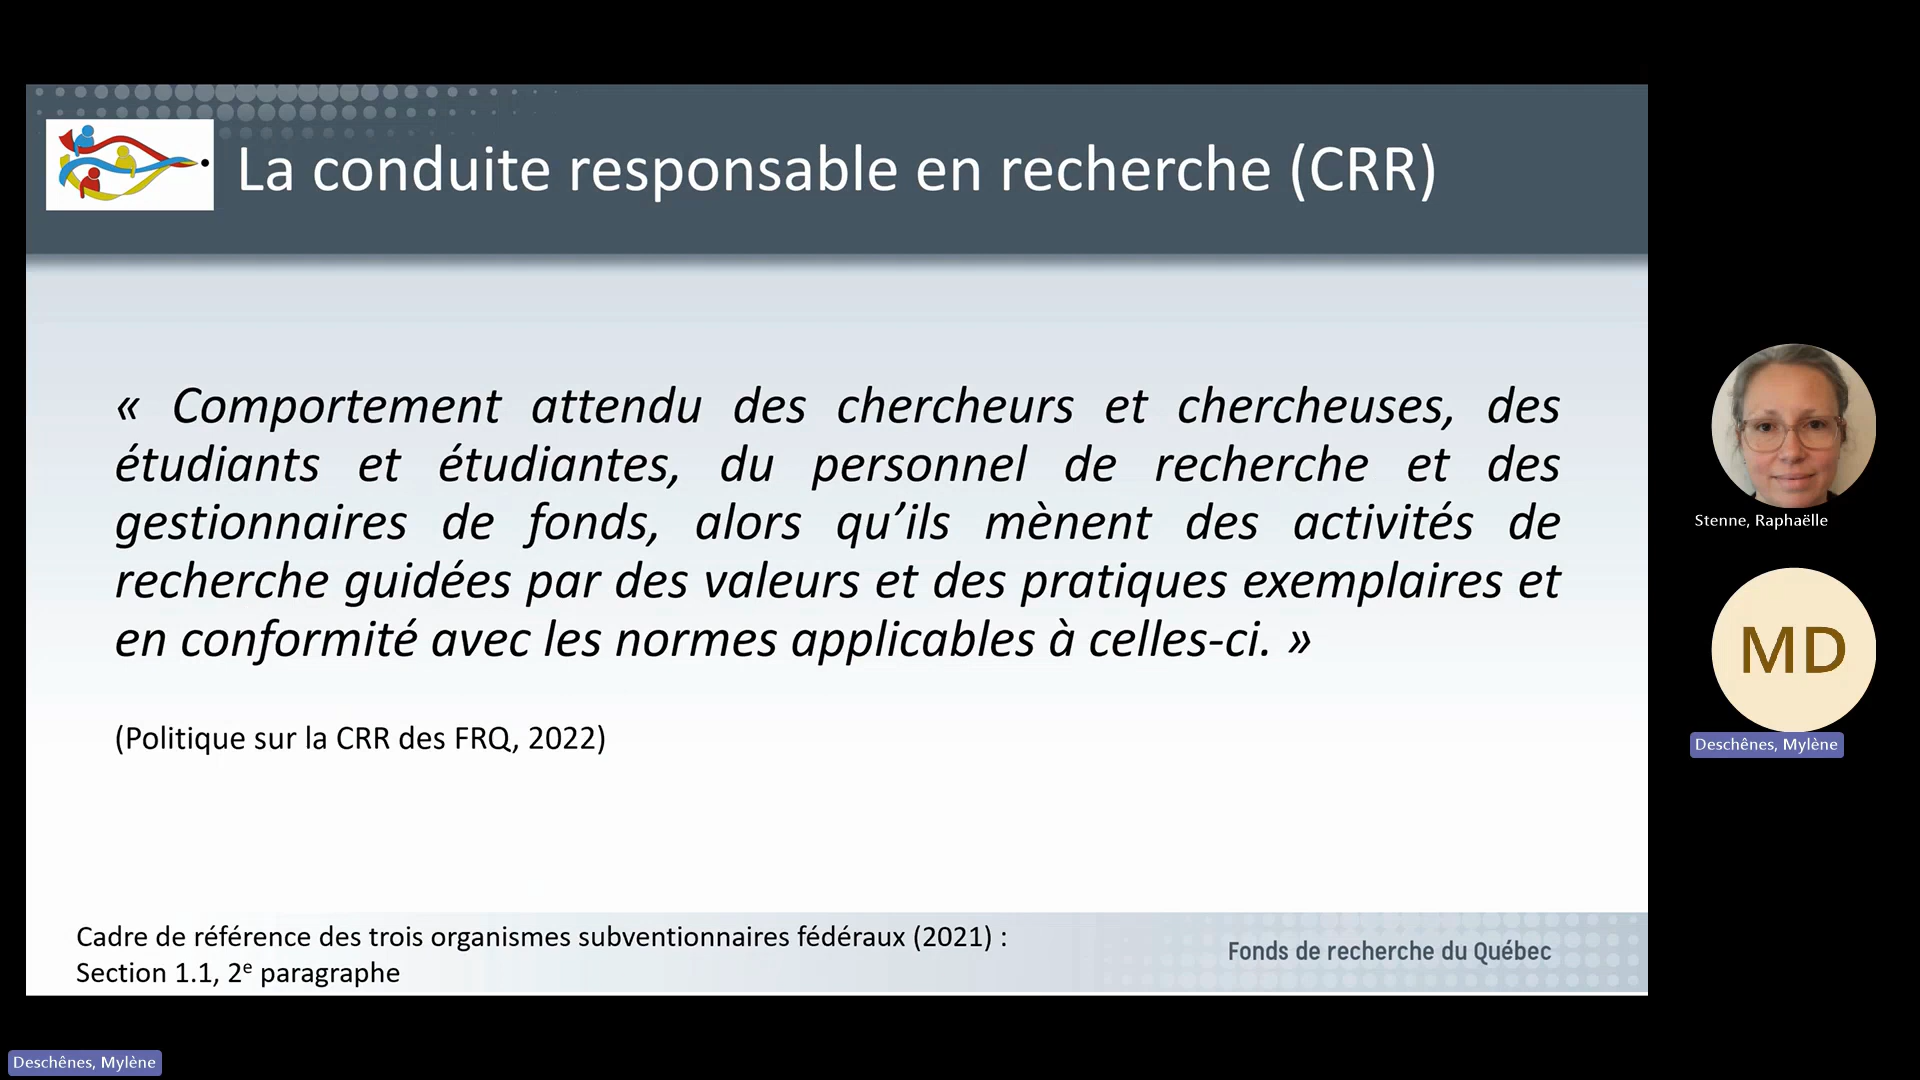 La conduite responsable en recherche (CRR)
« Comportement attendu des chercheurs et chercheuses, des
étudiants et étudiantes, du personnel de recherche et des
gestionnaires de fonds, alors qu’ils mènent des activités de
recherche guidées par des valeurs et des pratiques exemplaires et
en conformité avec les normes applicables à celles-ci. »
(Politique sur la CRR des FRQ, 2022)
Cadre de référence des trois organismes subventionnaires fédéraux (2021) :
Section 1.1, 2e paragraphe
Fonds de recherche du Québec
Stenne, Raphaëlle
MD
Deschênes, Mylène
Deschênes, Mylène